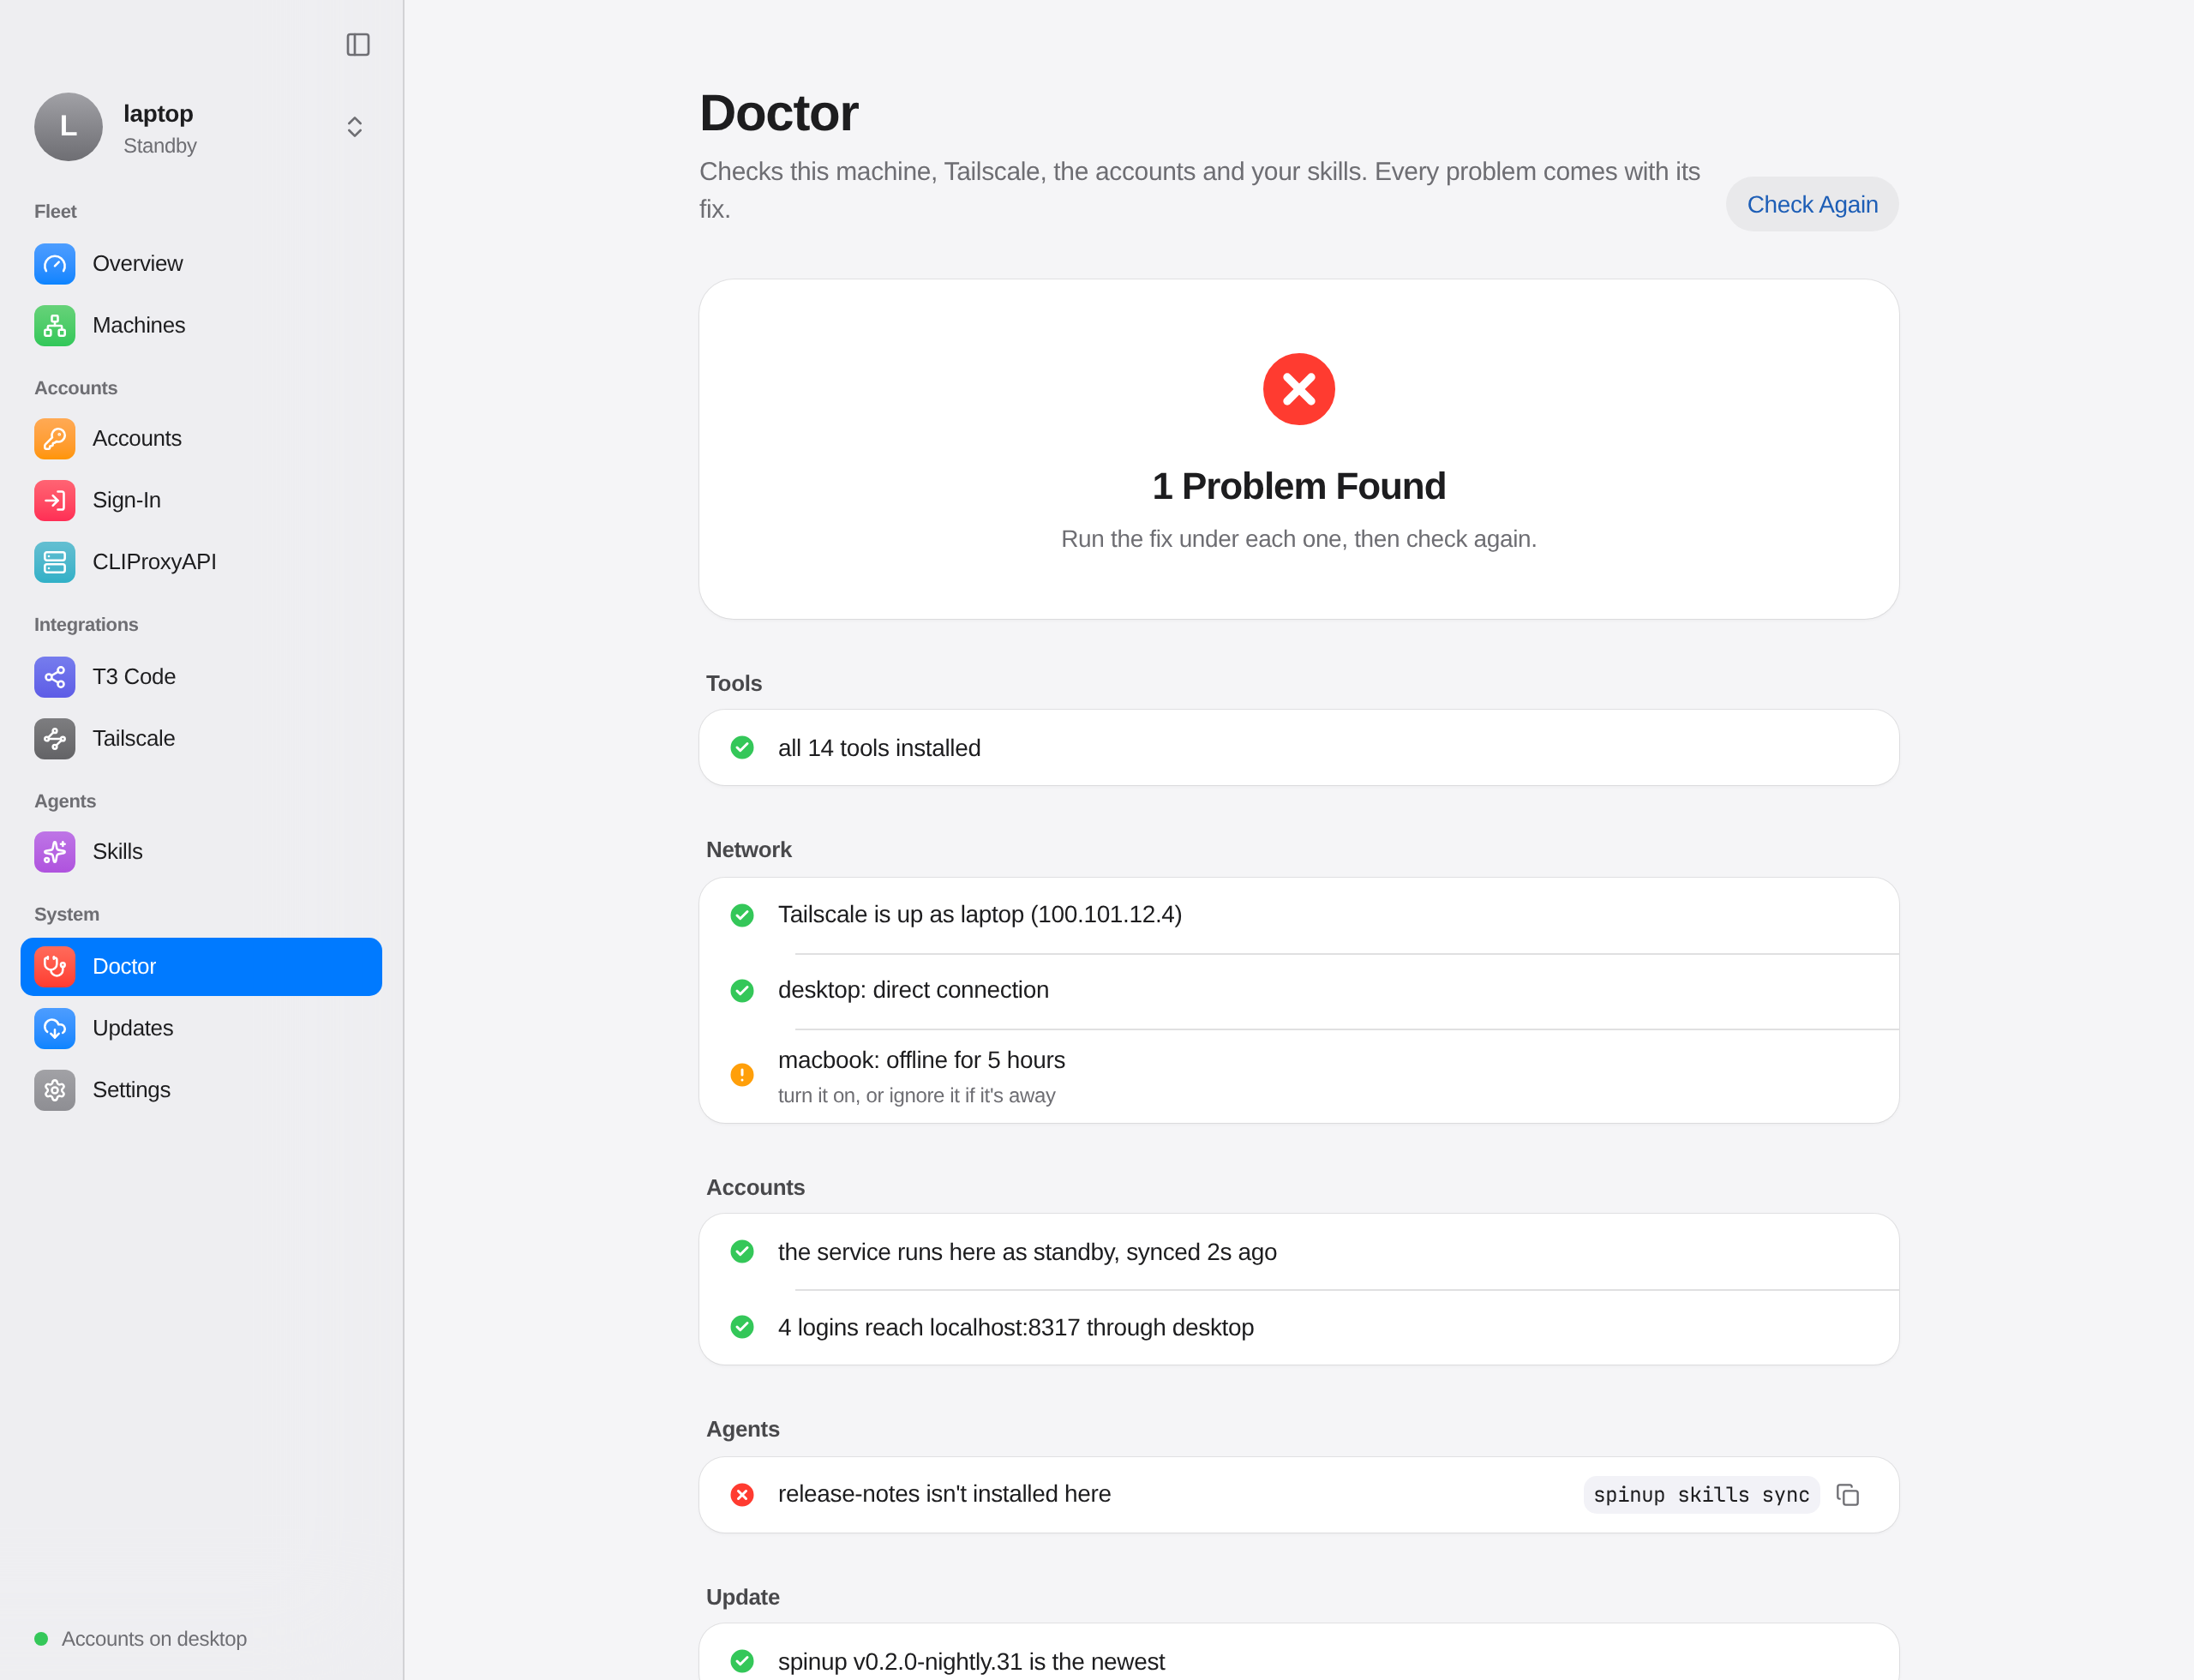 L
laptop
Standby
Fleet
Overview
Machines
Accounts
Accounts
Sign-In
CLIProxyAPI
Integrations
T3 Code
Tailscale
Agents
Skills
System
Doctor
Updates
Settings
Accounts on desktop
Doctor
Checks this machine, Tailscale, the accounts and your skills. Every problem comes with its
fix.
Check Again
1 Problem Found
Run the fix under each one, then check again.
Tools
all 14 tools installed
Network
Tailscale is up as laptop (100.101.12.4)
desktop: direct connection
macbook: offline for 5 hours
turn it on, or ignore it if it's away
Accounts
the service runs here as standby, synced 2s ago
4 logins reach localhost:8317 through desktop
Agents
release-notes isn't installed here
spinup skills sync
Update
spinup v0.2.0-nightly.31 is the newest